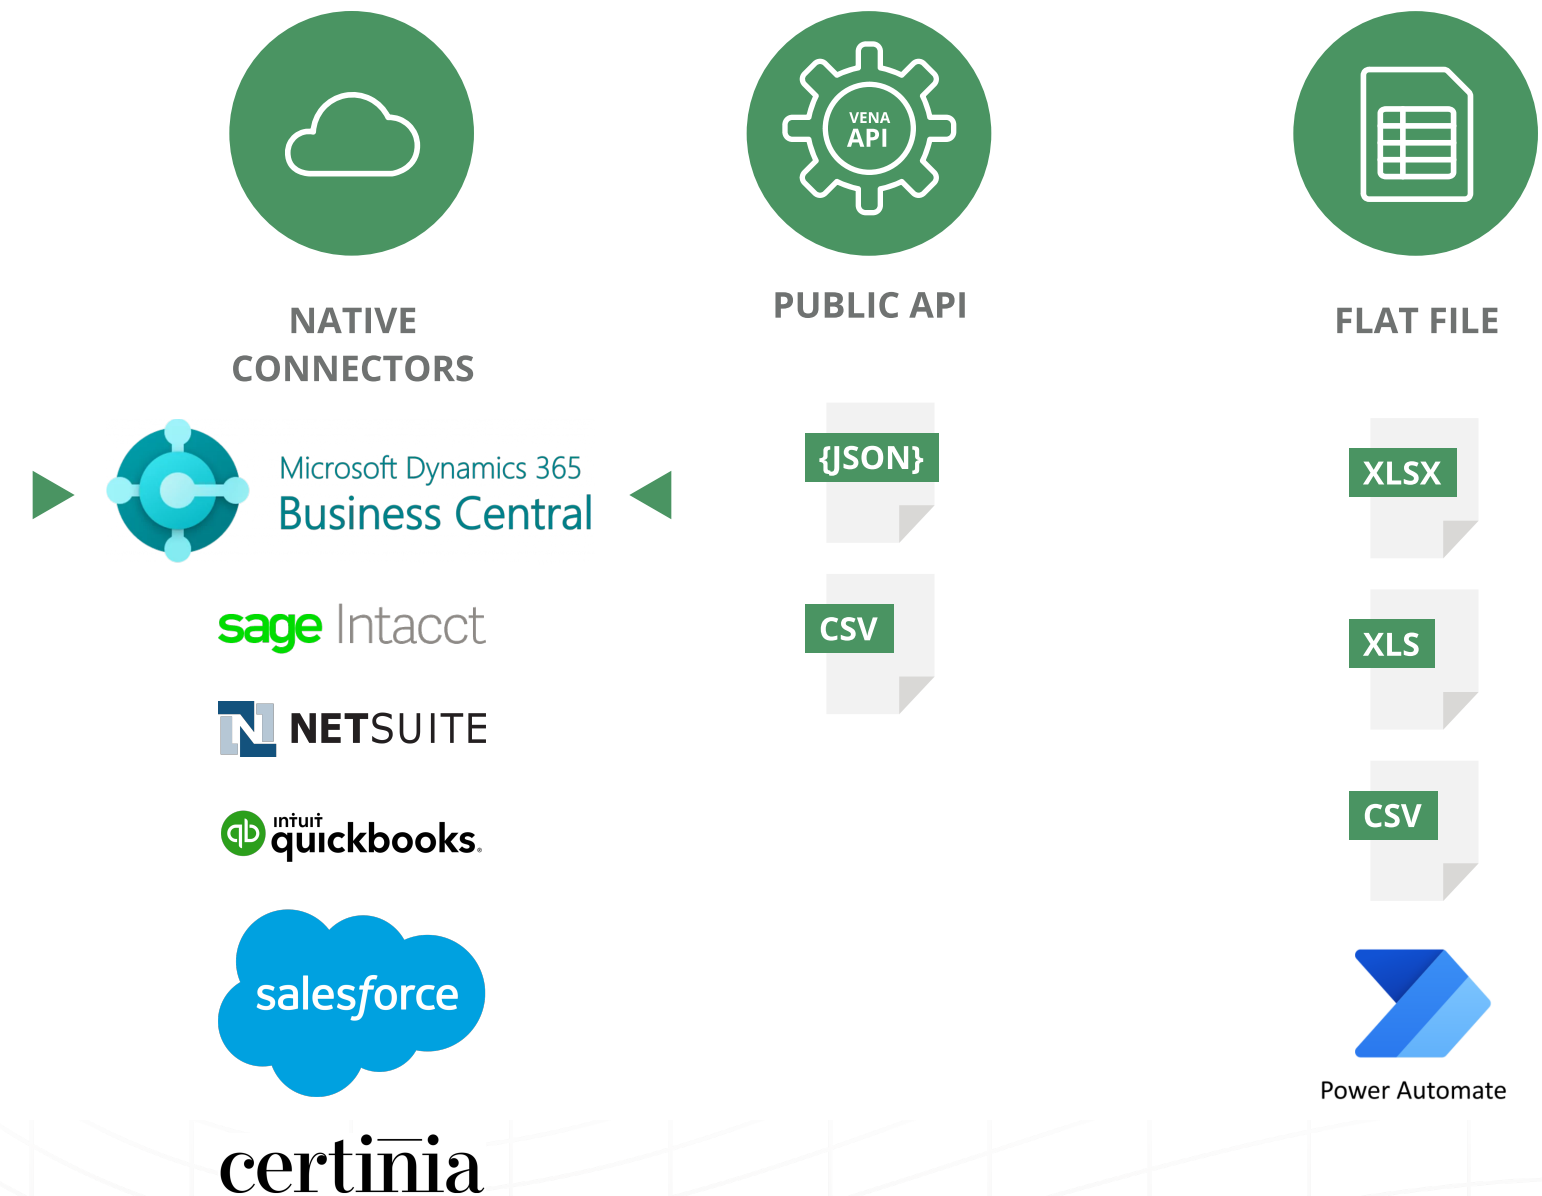 NATIVE
CONNECTORS
Microsoft Dynamics 365
Business Central
sage Intacct
NETSUITE
intuit
quickbooks®
salesforce
certinia
VENA
API
PUBLIC API
{JSON}
CSV
FLAT FILE
XLSX
XLS
CSV
Power Automate